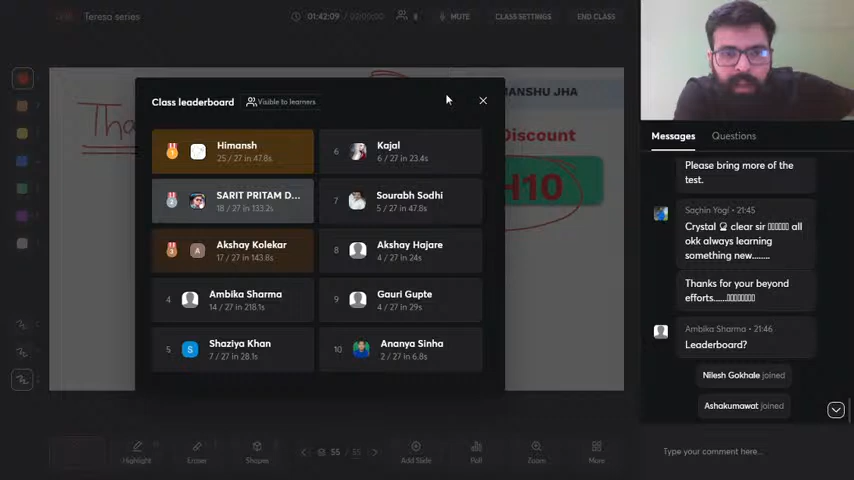 Teresa series
01:42:09 / 02:00:00
MUTE
CLASS SETTINGS
END CLASS
Tha
MANSHU JHA
Discount
H10
Class leaderboard
Visible to learners
Himansh
25 / 27 in 47.8s
SARIT PRITAM D...
18 / 27 in 133.2s
Akshay Kolekar
17 / 27 in 143.8s
4
Ambika Sharma
14 / 27 in 218.1s
5
S
Shaziya Khan
7 / 27 in 28.1s
6
Kajal
6 / 27 in 23.4s
7
Sourabh Sodhi
5 / 27 in 47.8s
8
Akshay Hajare
4 / 27 in 24s
9
Gauri Gupte
4 / 27 in 29s
10
Ananya Sinha
2 / 27 in 6.8s
Highlight
Eraser
Shapes
55 / 55
Add Slide
Poll
Zoom
More
Messages
Questions
Please bring more of the
test.
Saçhin Yogi • 21:45
Crystal clear sir all
okk always learning
something new........
Thanks for your beyond
efforts......
Ambika Sharma • 21:46
Leaderboard?
Nilesh Gokhale joined
Ashakumawat joined
Type your comment here...